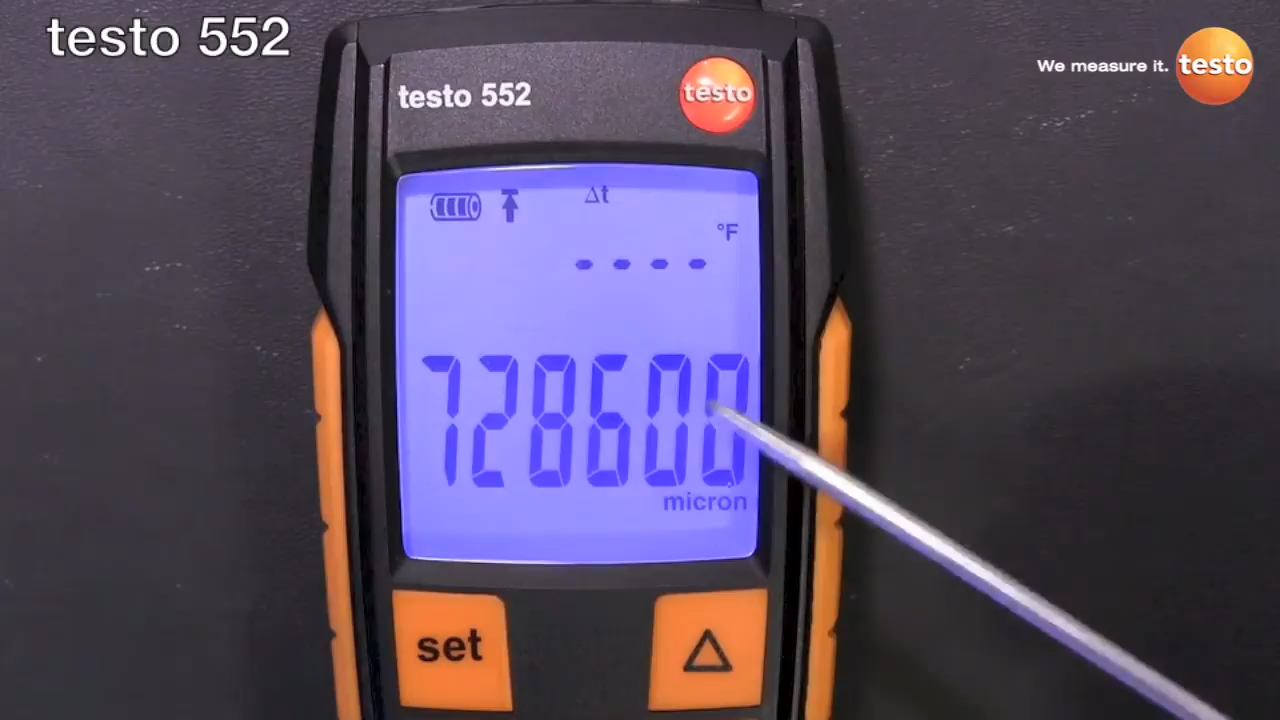 testo 552
We measure it. testo
testo 552
testo
Δt
°F
- - - -
728600
micron
set
△